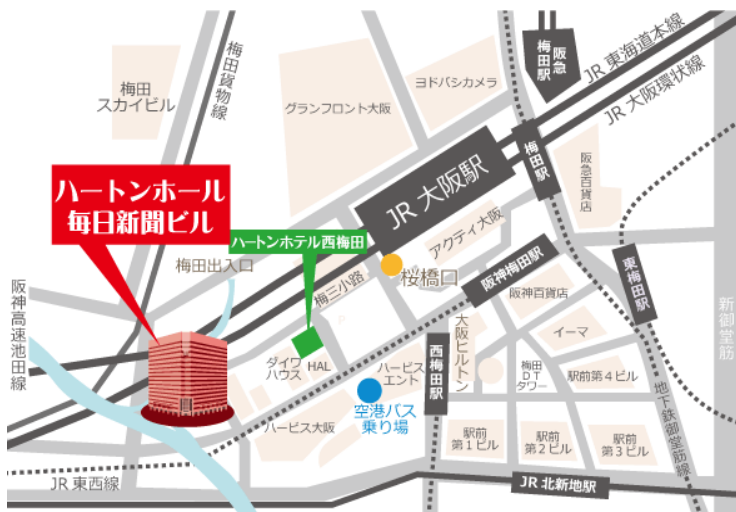 阪急
梅田駅
JR 東海道本線
JR 大阪環状線
梅田貨物線
梅田
スカイビル
グランフロント大阪
ヨドバシカメラ
梅田駅
阪急
百貨店
JR 大阪駅
ハートンホール
毎日新聞ビル
ハートンホテル西梅田
アクティ大阪
梅田出入口
梅三小路
桜橋口
阪神梅田駅
東梅田駅
新御堂筋
阪神高速池田線
阪神百貨店
イーマ
大阪ヒルトン
西梅田駅
ダイワ
ハウス
HAL
ハービス
エント
梅田
DT
タワー
駅前第4ビル
地下鉄御堂筋線
空港バス
乗り場
ハービス大阪
駅前
第1ビル
駅前
第2ビル
駅前
第3ビル
JR 東西線
JR 北新地駅